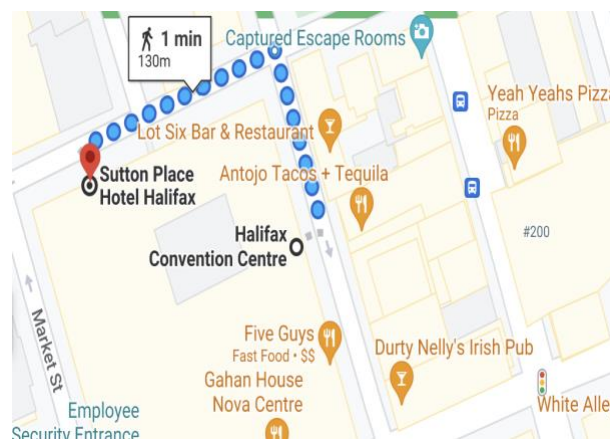 1 min
130m
Captured Escape Rooms
Yeah Yeahs Pizza
Pizza
Lot Six Bar & Restaurant
Antojo Tacos + Tequila
Sutton Place
Hotel Halifax
Halifax
Convention Centre
#200
Market St
Five Guys
Fast Food • $$
Durty Nelly's Irish Pub
Gahan House
Nova Centre
White Alle
Employee
Security Entrance